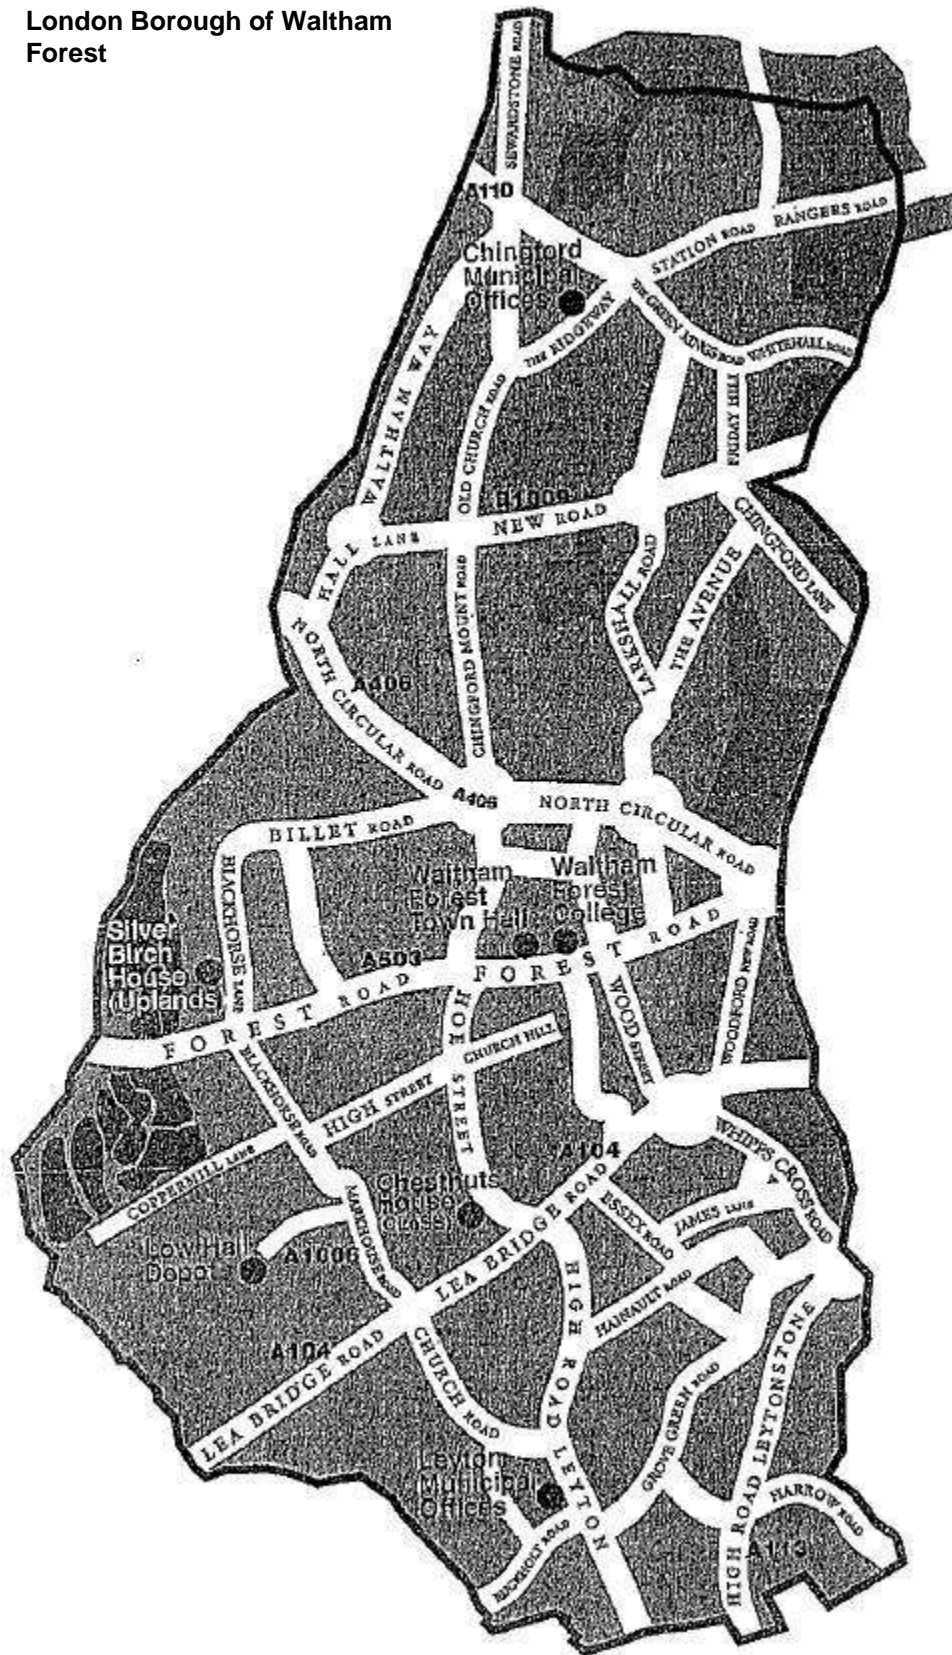 London Borough of Waltham
Forest
SEWARDSTONE ROAD
A110
RANGERS ROAD
STATION ROAD
Chingford
Municipal
Offices
THE RIDGEWAY
THE GREEN
KINGS ROAD
WHITEHALL ROAD
WALTHAM WAY
OLD CHURCH ROAD
FRIDAY HILL
B1009
NEW ROAD
HALL LANE
CHINGFORD LANE
CHINGFORD MOUNT ROAD
LARKSHALL ROAD
THE AVENUE
NORTH CIRCULAR ROAD
A406
A406
NORTH CIRCULAR ROAD
BILLET ROAD
BLACKHORSE LANE
Waltham
Forest
Town Hall
Waltham
Forest
College
Silver
Birch
House
(Uplands
A503
FOREST ROAD
FOREST ROAD
WOODFORD NEW ROAD
WOOD STREET
HOE STREET
CHURCH HILL
BLACKHORSE ROAD
HIGH STREET
COPPERMILL LANE
A104
WHIPPS CROSS ROAD
Chestnuts
House
(CLOSS)
MARKHOUSE ROAD
ESSEX ROAD
JAMES LANE
Low Hall
Depot
A1006
LEA BRIDGE ROAD
HAINAULT ROAD
A104
LEA BRIDGE ROAD
CHURCH ROAD
HIGH ROAD LEYTON
GROVE GREEN ROAD
HIGH ROAD LEYTONSTONE
Leyton
Municipal
Offices
HARROW ROAD
RUCKHOLT ROAD
A113